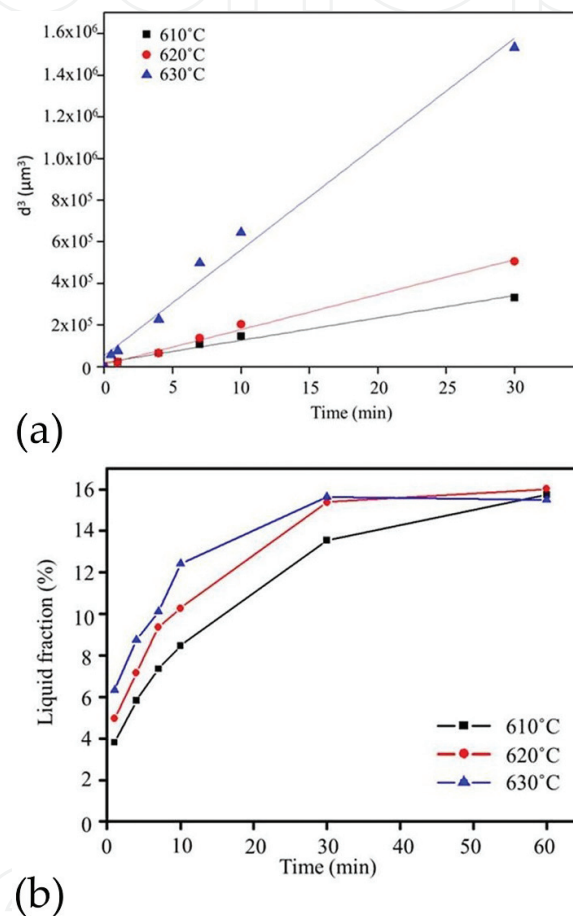 1.6x10⁶
1.4x10⁶
1.2x10⁶
1.0x10⁶
8x10⁵
6x10⁵
4x10⁵
2x10⁵
0
d³ (µm³)
610°C
620°C
630°C
0 5 10 15 20 25 30
Time (min)
(a)
16
14
12
10
8
6
4
2
0
Liquid fraction (%)
610°C
620°C
630°C
0 10 20 30 40 50 60
Time (min)
(b)